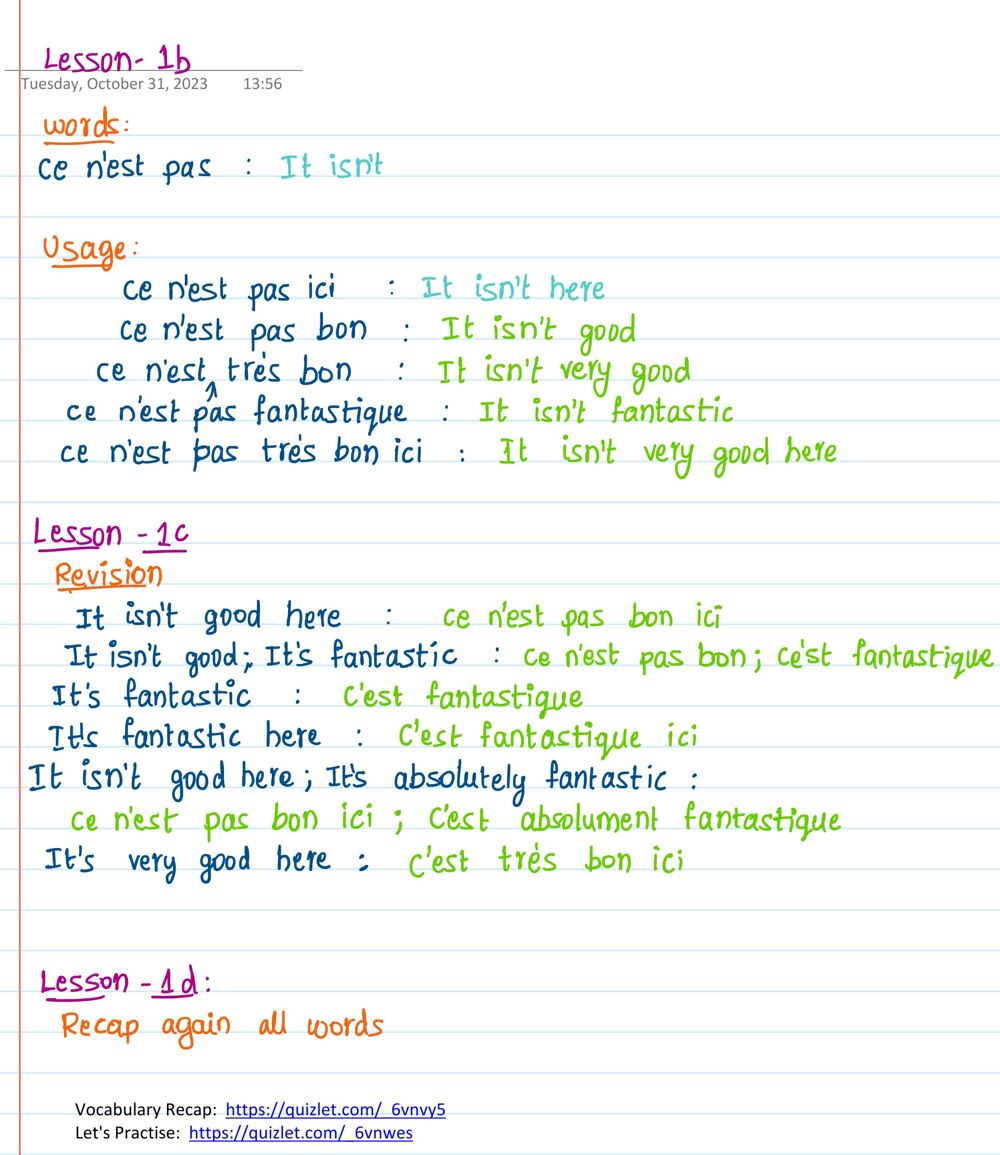 Lesson- 1b
Tuesday, October 31, 2023 13:56
words:
ce n'est pas : It isn't
Usage:
ce n'est pas ici : It isn't here
ce n'est pas bon : It isn't good
ce n'est ^ trés bon : It isn't very good
ce n'est pas fantastique : It isn't fantastic
ce n'est pas trés bon ici : It isn't very good here
Lesson - 1c
Revision
It isn't good here : ce n'est pas bon ici
It isn't good; It's fantastic : ce n'est pas bon; c'est fantastique
It's fantastic : C'est fantastique
It's fantastic here : C'est fantastique ici
It isn't good here; It's absolutely fantastic :
ce n'est pas bon ici ; C'est absolument fantastique
It's very good here : C'est trés bon ici
Lesson - 1d:
Recap again all words
Vocabulary Recap: https://quizlet.com/_6vnvy5
Let's Practise: https://quizlet.com/_6vnwes